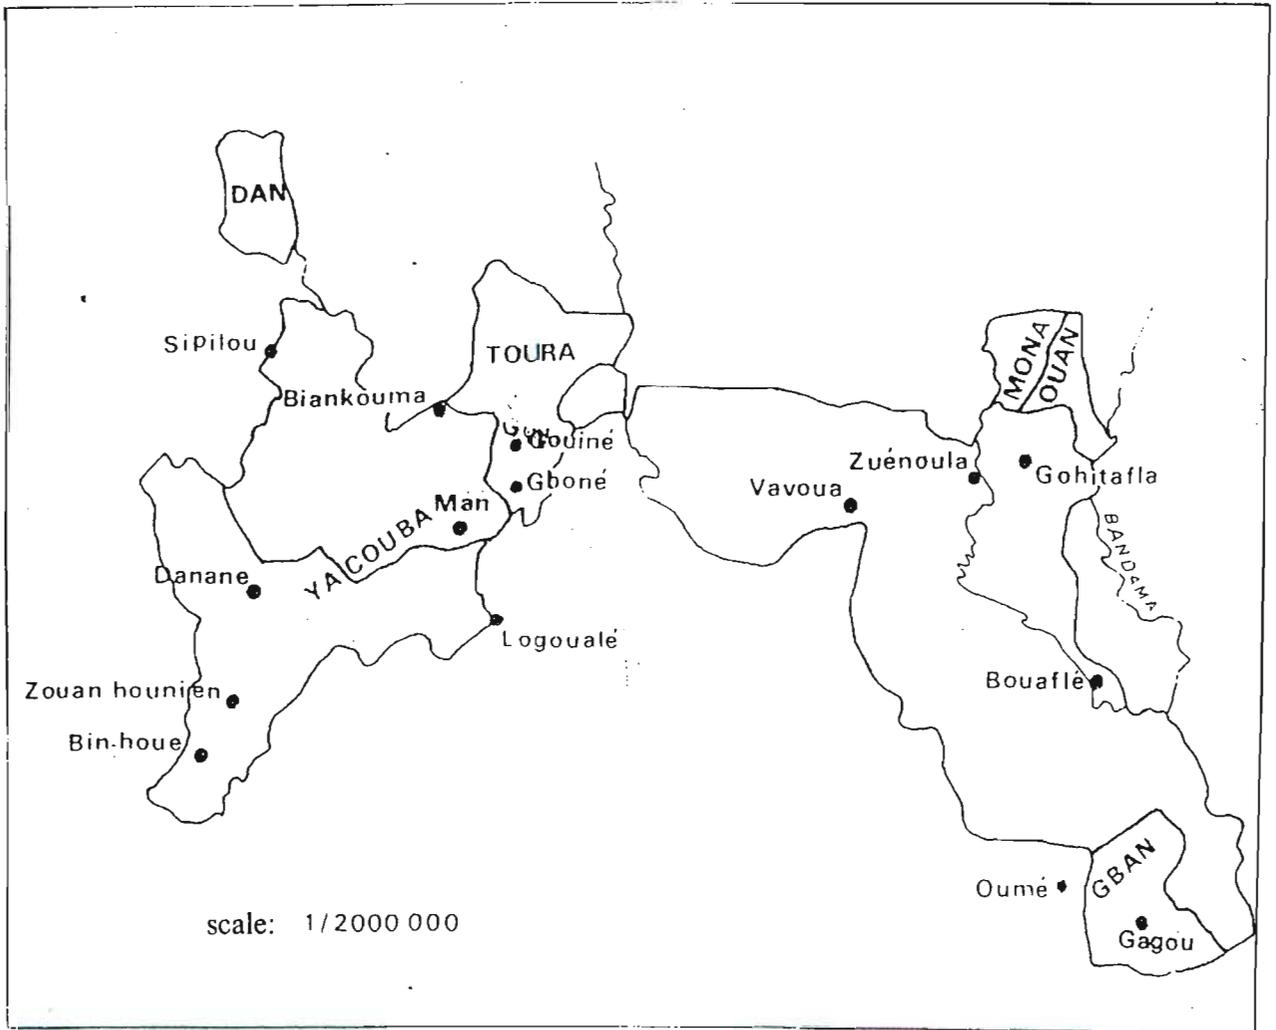 DAN
SiPilou
TOURA
MONA
OUAN
Biankouma
Gouiné
Zuénoula
Gohitafla
Gboné
Vavoua
Man
YACOUBA
BANDAMA
Danane
Logoualé
Bouaflé
Zouan hounien
Bin-houe
GBAN
Oumé
scale: 1/2000 000
Gagou